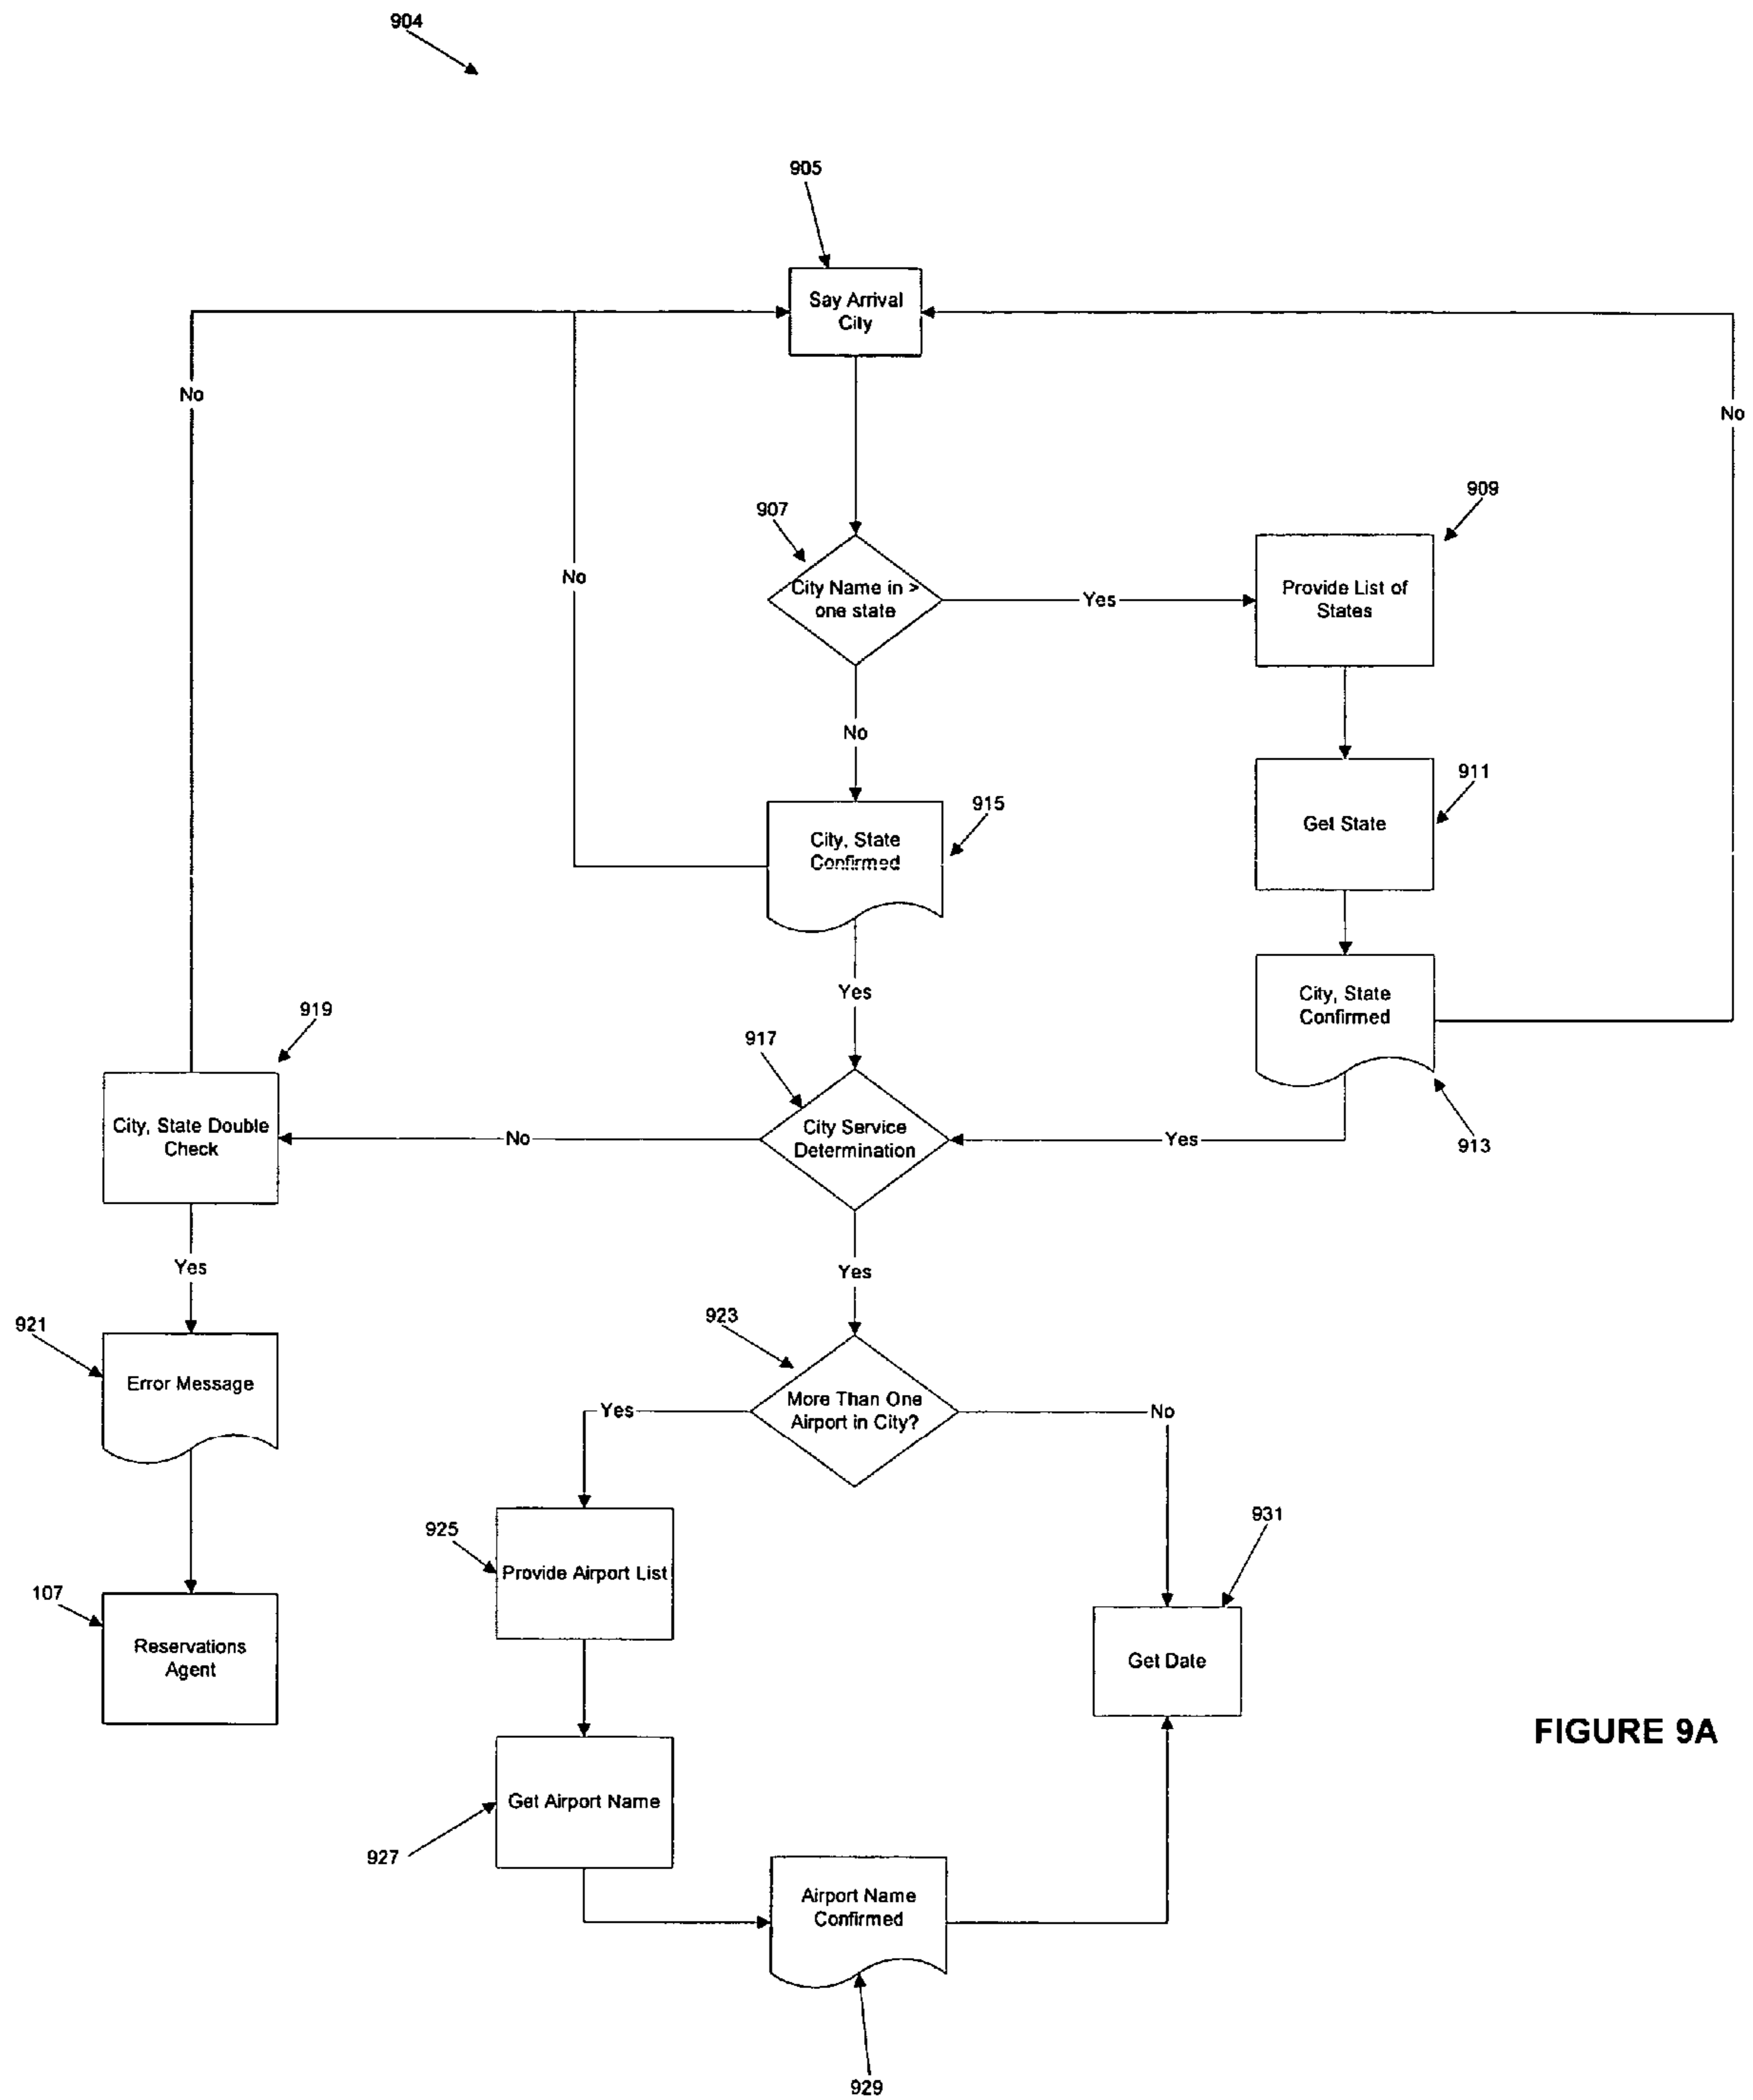 904
905
Say Arrival
City
No
No
907
909
No
City Name in >
one state
Yes
Provide List of
States
No
915
911
City, State
Confirmed
Get State
Yes
City, State
Confirmed
919
917
City, State Double
Check
No
City Service
Determination
Yes
913
Yes
Yes
921
923
Error Message
Yes
More Than One
Airport in City?
No
925
931
Provide Airport List
107
Reservations
Agent
Get Date
FIGURE 9A
Get Airport Name
927
Airport Name
Confirmed
929